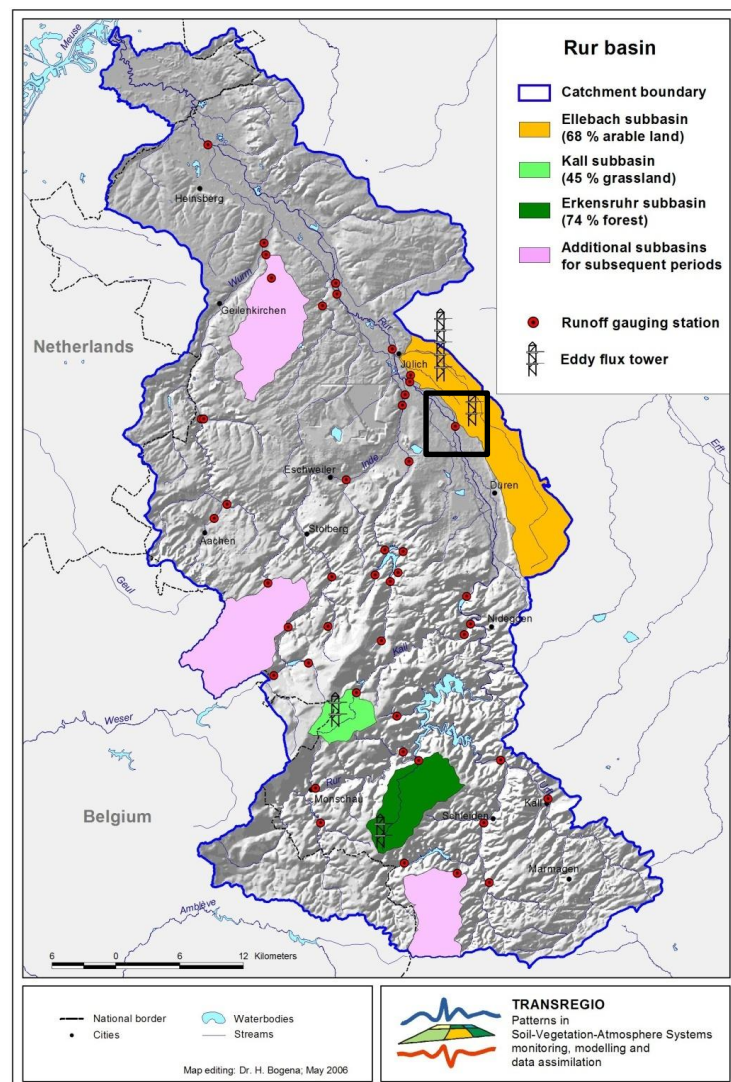 Rur basin
Catchment boundary
Ellebach subbasin
(68 % arable land)
Kall subbasin
(45 % grassland)
Erkensruhr subbasin
(74 % forest)
Additional subbasins
for subsequent periods
Runoff gauging station
Eddy flux tower
Meuse
Heinsberg
Wurm
Geilenkirchen
Rur
Netherlands
Jülich
Erft
Eschweiler
Inde
Düren
Stolberg
Aachen
Geul
Nideggen
Kall
Weser
Rur
Monschau
Belgium
Schleiden
Kall
Marmagen
Amblève
6 0 6 12 Kilometers
National border
Waterbodies
Cities
Streams
Map editing: Dr. H. Bogena; May 2006
TRANSREGIO
Patterns in
Soil-Vegetation-Atmosphere Systems
monitoring, modelling and
data assimilation